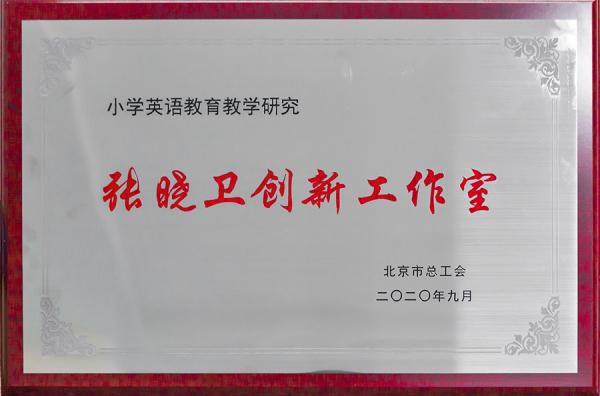 小学英语教育教学研究
张晓卫创新工作室
北京市总工会
二〇二〇年九月